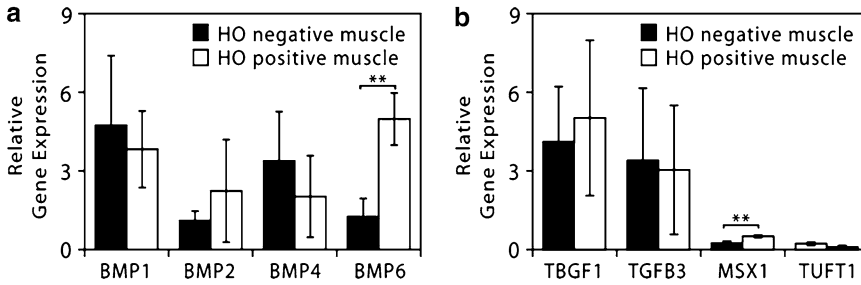 a
9
6
3
0
Relative
Gene Expression
HO negative muscle
HO positive muscle
**
BMP1 BMP2 BMP4 BMP6
b
9
6
3
0
Relative
Gene Expression
HO negative muscle
HO positive muscle
**
TBGF1 TGFB3 MSX1 TUFT1